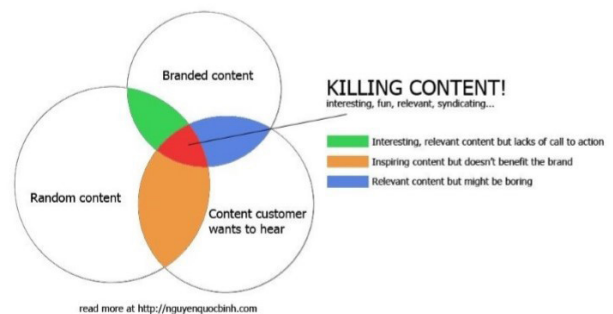 Branded content
KILLING CONTENT!
interesting, fun, relevant, syndicating...
Interesting, relevant content but lacks of call to action
Inspiring content but doesn't benefit the brand
Relevant content but might be boring
Random content
Content customer
wants to hear
read more at http://nguyenquocbinh.com